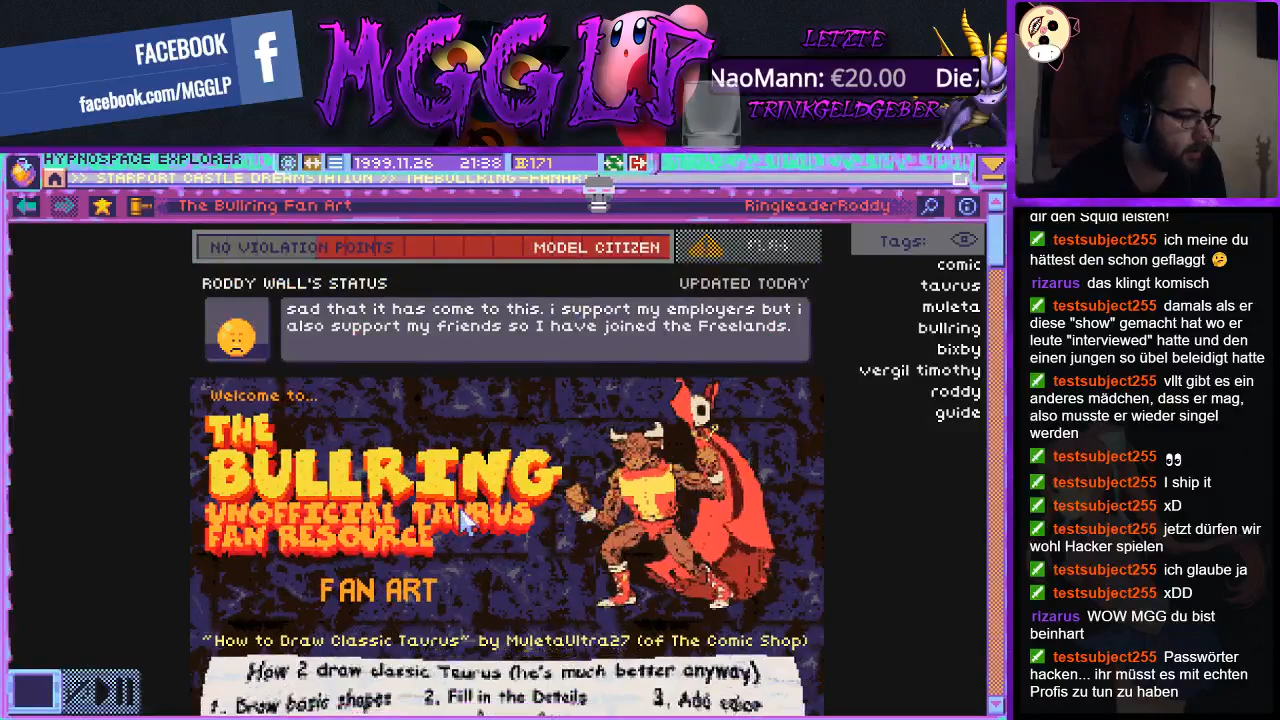 FACEBOOK
facebook.com/MGGLP
MGGLP
LETZTE
NaoMann: €20.00 Die
TRINKGELDGEBER
HYPNOSPACE EXPLORER
1999.11.26 21:38
171
>> STARPORT CASTLE DREAMSTATION >> THEBULLRING-FANART
The Bullring Fan Art
RingleaderRoddy
NO VIOLATION POINTS
MODEL CITIZEN
Tags:
comic
taurus
muleta
bullring
bixby
vergil timothy
roddy
guide
RODDY WALL'S STATUS
UPDATED TODAY
sad that it has come to this. i support my employers but i
also support my friends so I have joined the Freelands.
Welcome to...
THE
BULLRING
UNOFFICIAL TAURUS
FAN RESOURCE
FAN ART
"How to Draw Classic Taurus" by MuletaUltra27 (of The Comic Shop)
How 2 draw classic Taurus (he's much better anyway)
1. Draw basic shapes 2. Fill in the Details 3. Add
dir den Squid leisten!
testsubject255 ich meine du
hättest den schon geflaggt
rizarus das klingt komisch
testsubject255 damals als er
diese "show" gemacht hat wo er
leute "interviewed" hatte und den
einen jungen so übel beleidigt hatte
testsubject255 vllt gibt es ein
anderes mädchen, dass er mag,
also musste er wieder singel
werden
testsubject255
testsubject255 I ship it
testsubject255 xD
testsubject255 jetzt dürfen wir
wohl Hacker spielen
testsubject255 ich glaube ja
testsubject255 xDD
rizarus WOW MGG du bist
beinhart
testsubject255 Passwörter
hacken... ihr müsst es mit echten
Profis zu tun zu haben